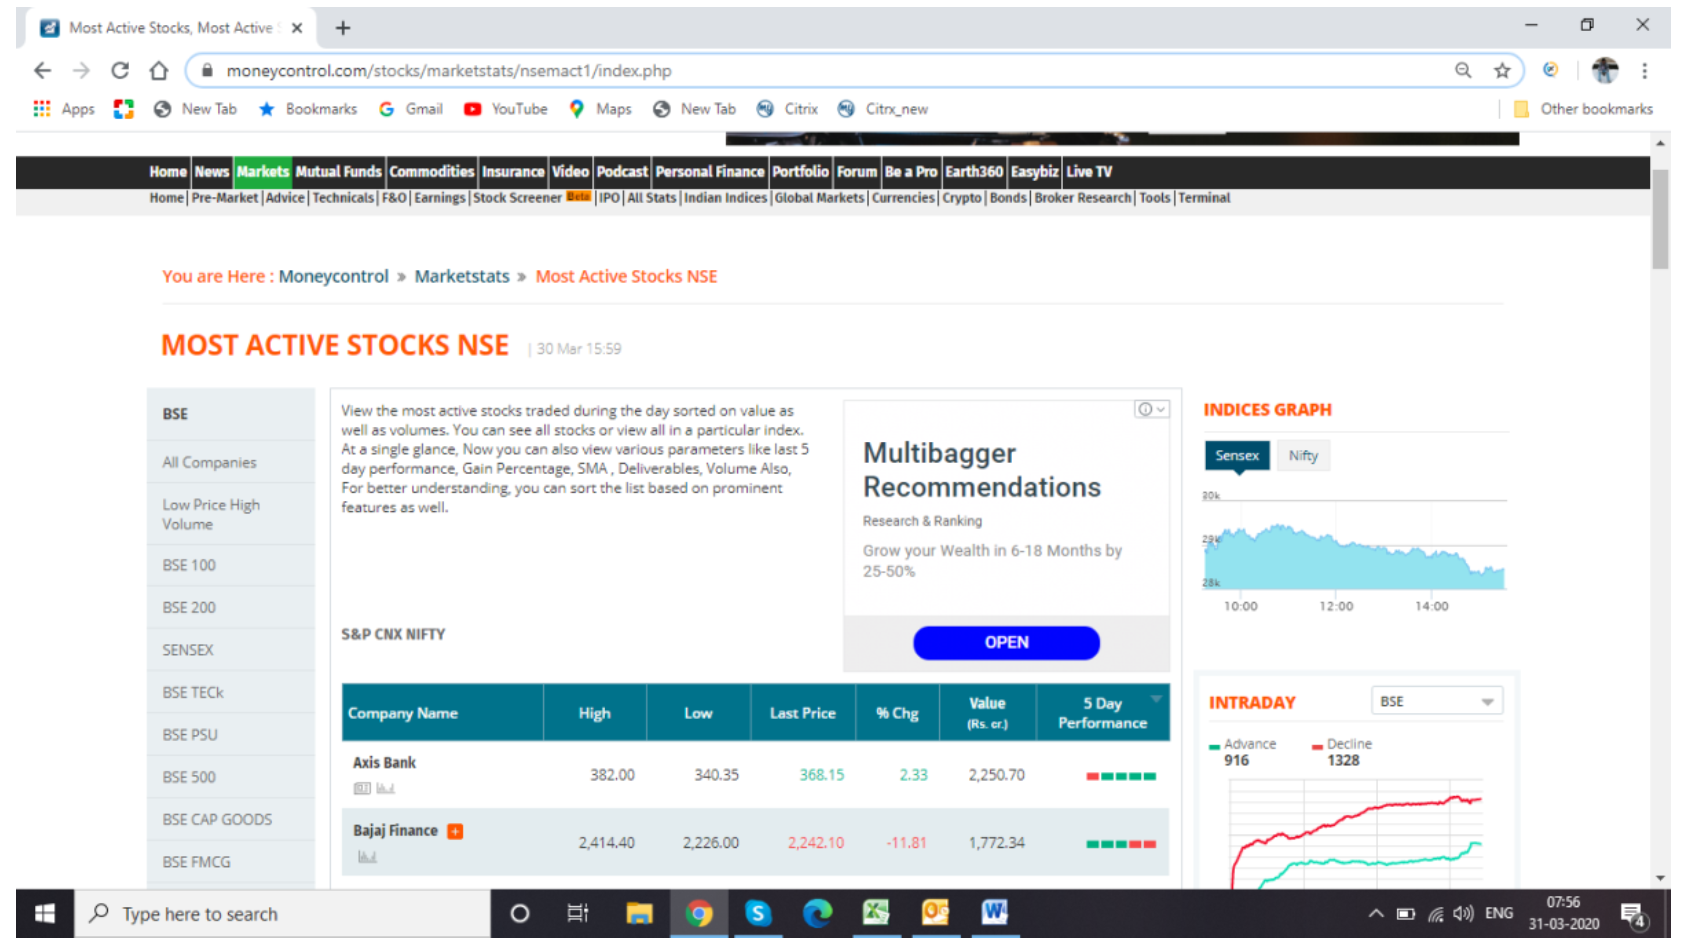 Most Active Stocks, Most Active S
moneycontrol.com/stocks/marketstats/nsemact1/index.php
Apps New Tab Bookmarks Gmail YouTube Maps New Tab Citrix Citrx_new Other bookmarks
Home News Markets Mutual Funds Commodities Insurance Video Podcast Personal Finance Portfolio Forum Be a Pro Earth360 Easybiz Live TV
Home | Pre-Market | Advice | Technicals | F&O | Earnings | Stock Screener Beta | IPO | All Stats | Indian Indices | Global Markets | Currencies | Crypto | Bonds | Broker Research | Tools | Terminal
You are Here : Moneycontrol » Marketstats » Most Active Stocks NSE
MOST ACTIVE STOCKS NSE | 30 Mar 15:59
BSE
All Companies
Low Price High
Volume
BSE 100
BSE 200
SENSEX
BSE TECk
BSE PSU
BSE 500
BSE CAP GOODS
BSE FMCG
View the most active stocks traded during the day sorted on value as
well as volumes. You can see all stocks or view all in a particular index.
At a single glance, Now you can also view various parameters like last 5
day performance, Gain Percentage, SMA , Deliverables, Volume Also,
For better understanding, you can sort the list based on prominent
features as well.
Multibagger
Recommendations
Research & Ranking
Grow your Wealth in 6-18 Months by
25-50%
OPEN
S&P CNX NIFTY
Company Name High Low Last Price % Chg Value (Rs. cr.) 5 Day Performance
Axis Bank 382.00 340.35 368.15 2.33 2,250.70
Bajaj Finance + 2,414.40 2,226.00 2,242.10 -11.81 1,772.34
INDICES GRAPH
Sensex Nifty
30k
29k
28k
10:00 12:00 14:00
INTRADAY BSE
Advance Decline
916 1328
Type here to search
ENG
07:56
31-03-2020
4